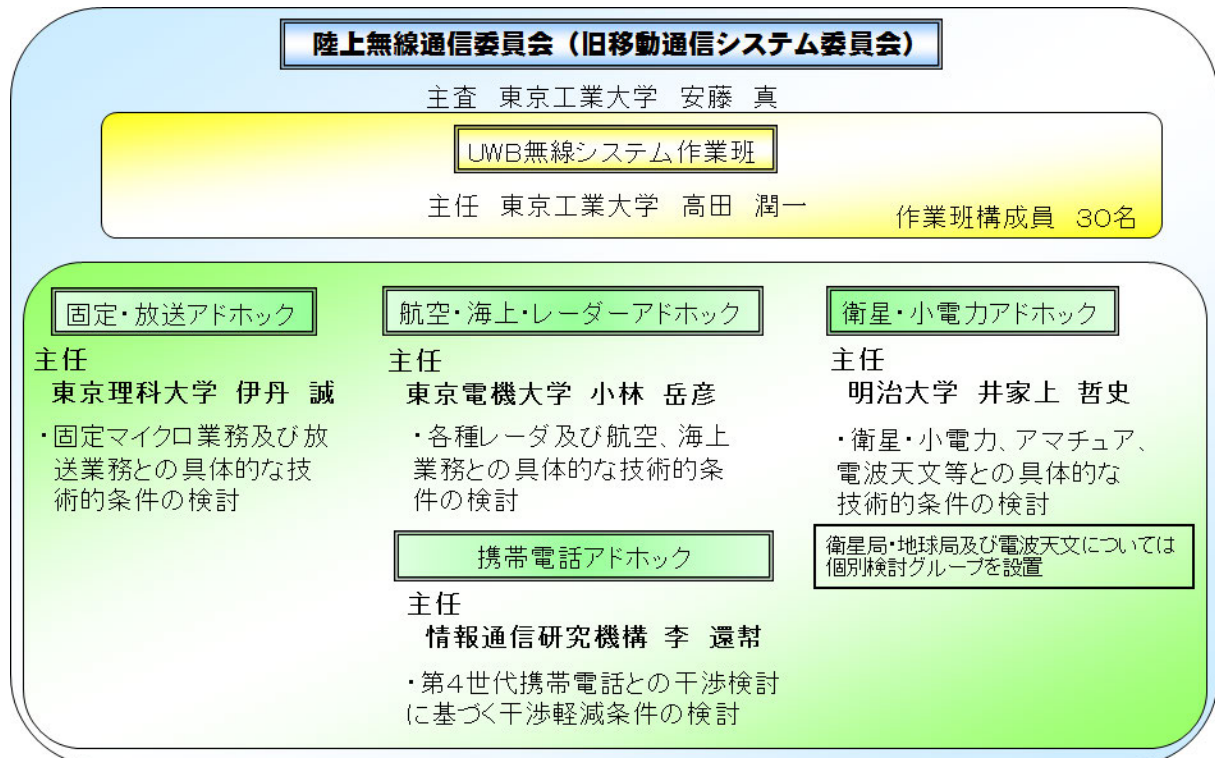 陸上無線通信委員会（旧移動通信システム委員会）
主査 東京工業大学 安藤 真
UWB無線システム作業班
主任 東京工業大学 高田 潤一
作業班構成員 30名
固定・放送アドホック
主任
東京理科大学 伊丹 誠
・固定マイクロ業務及び放
送業務との具体的な技
術的条件の検討
航空・海上・レーダーアドホック
主任
東京電機大学 小林 岳彦
・各種レーダ及び航空、海上
業務との具体的な技術的条
件の検討
携帯電話アドホック
主任
情報通信研究機構 李 還幇
・第4世代携帯電話との干渉検討
に基づく干渉軽減条件の検討
衛星・小電力アドホック
主任
明治大学 井家上 哲史
・衛星・小電力、アマチュア、
電波天文等との具体的な
技術的条件の検討
衛星局・地球局及び電波天文については
個別検討グループを設置